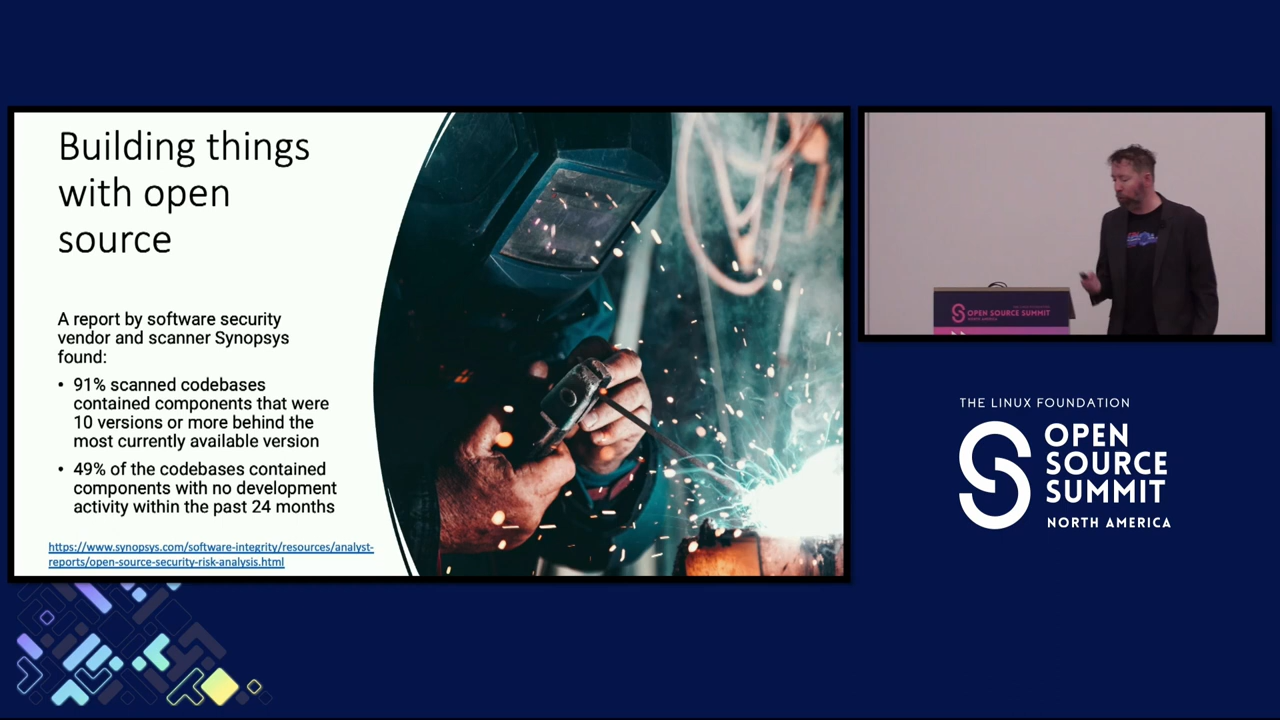 Building things
with open
source
A report by software security
vendor and scanner Synopsys
found:
• 91% scanned codebases
contained components that were
10 versions or more behind the
most currently available version
• 49% of the codebases contained
components with no development
activity within the past 24 months
https://www.synopsys.com/software-integrity/resources/analyst-
reports/open-source-security-risk-analysis.html
OPEN SOURCE SUMMIT
NORTH AMERICA
THE LINUX FOUNDATION
OPEN
SOURCE
SUMMIT
NORTH AMERICA